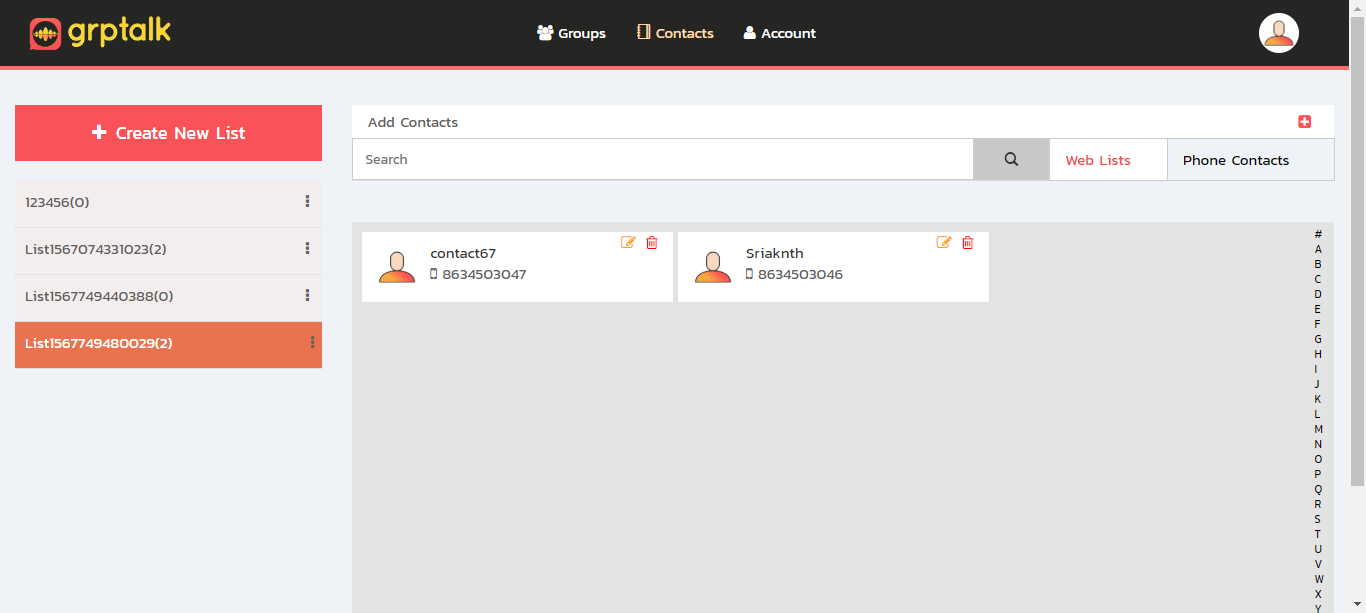 grptalk
Groups
Contacts
Account
Create New List
123456(0)
List1567074331023(2)
List1567749440388(0)
List1567749480029(2)
Add Contacts
Search
Web Lists
Phone Contacts
contact67
8634503047
Sriaknth
8634503046
#
A
B
C
D
E
F
G
H
I
J
K
L
M
N
O
P
Q
R
S
T
U
V
W
X
Y